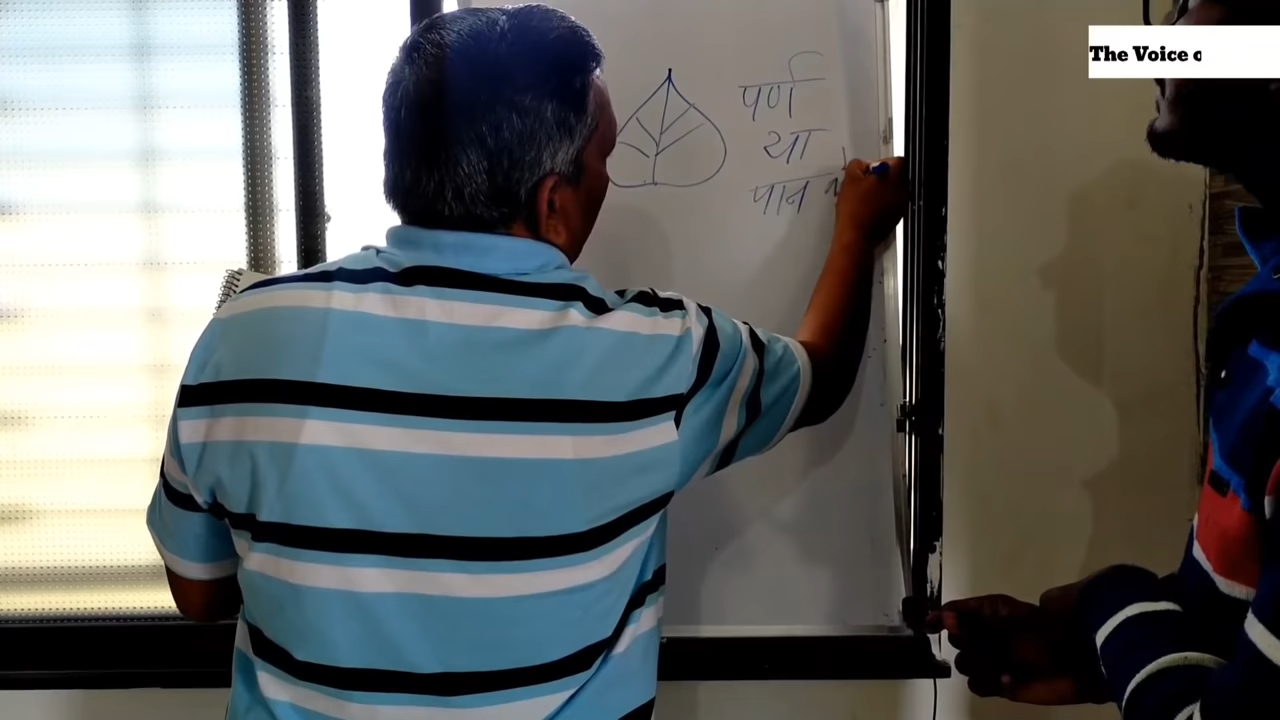 पर्ण
या
पान
The Voice o